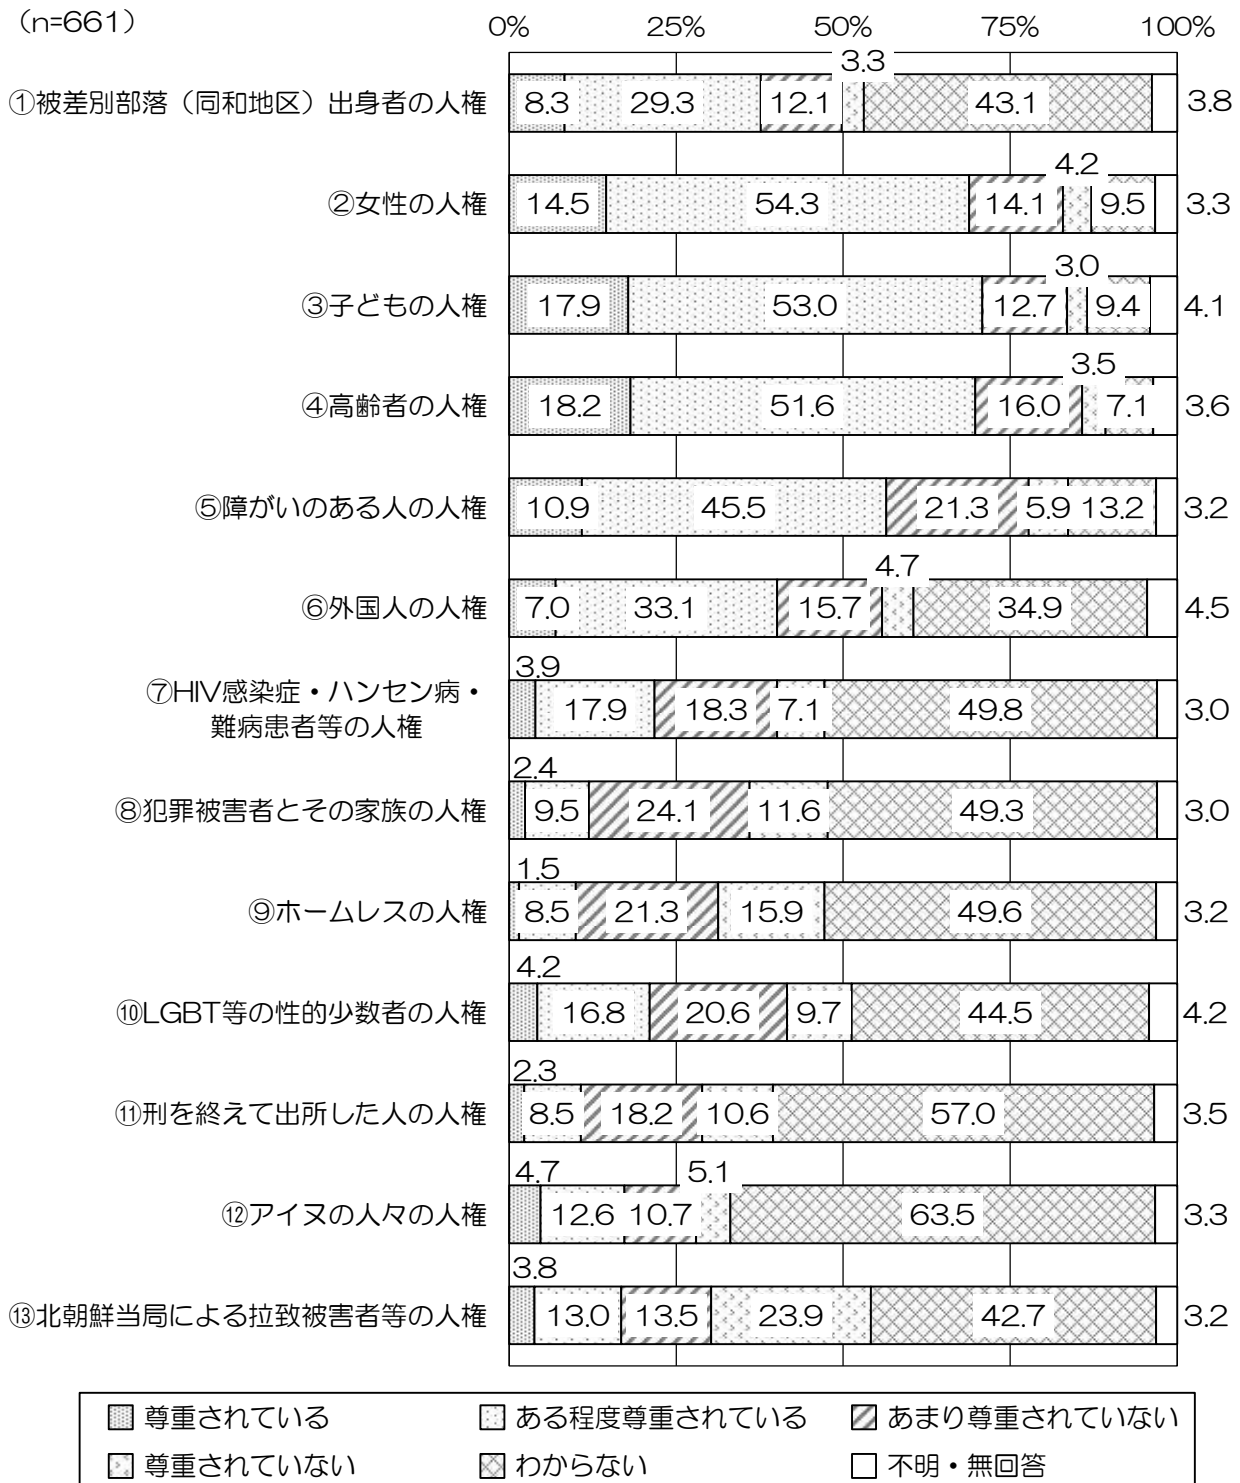 (n=661)
0% 25% 50% 75% 100%
3.3
①被差別部落（同和地区）出身者の人権 8.3 29.3 12.1 43.1 3.8
4.2
②女性の人権 14.5 54.3 14.1 9.5 3.3
3.0
③子どもの人権 17.9 53.0 12.7 9.4 4.1
3.5
④高齢者の人権 18.2 51.6 16.0 7.1 3.6
⑤障がいのある人の人権 10.9 45.5 21.3 5.9 13.2 3.2
4.7
⑥外国人の人権 7.0 33.1 15.7 34.9 4.5
3.9
⑦HIV感染症・ハンセン病・
難病患者等の人権 17.9 18.3 7.1 49.8 3.0
2.4
⑧犯罪被害者とその家族の人権 9.5 24.1 11.6 49.3 3.0
1.5
⑨ホームレスの人権 8.5 21.3 15.9 49.6 3.2
4.2
⑩LGBT等の性的少数者の人権 16.8 20.6 9.7 44.5 4.2
2.3
⑪刑を終えて出所した人の人権 8.5 18.2 10.6 57.0 3.5
4.7 5.1
⑫アイヌの人々の人権 12.6 10.7 63.5 3.3
3.8
⑬北朝鮮当局による拉致被害者等の人権 13.0 13.5 23.9 42.7 3.2
尊重されている ある程度尊重されている あまり尊重されていない
尊重されていない わからない 不明・無回答